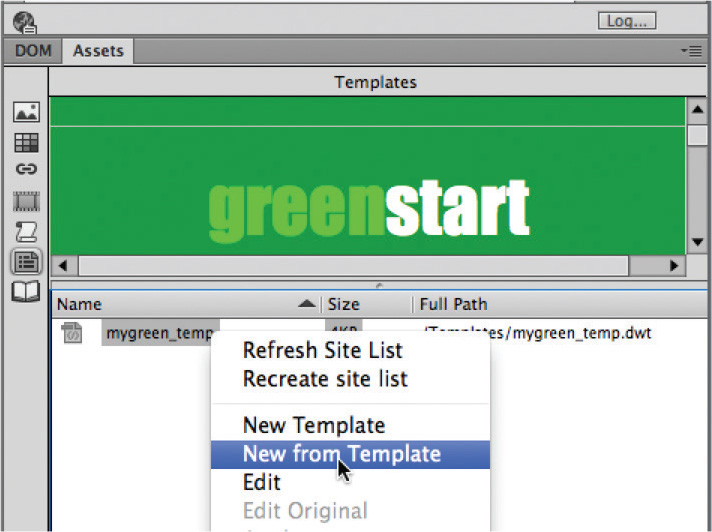 Log...
DOM Assets
Templates
greenstart
Name Size Full Path
mygreen_temp 4KB /Templates/mygreen_temp.dwt
Refresh Site List
Recreate site list
New Template
New from Template
Edit
Edit Original